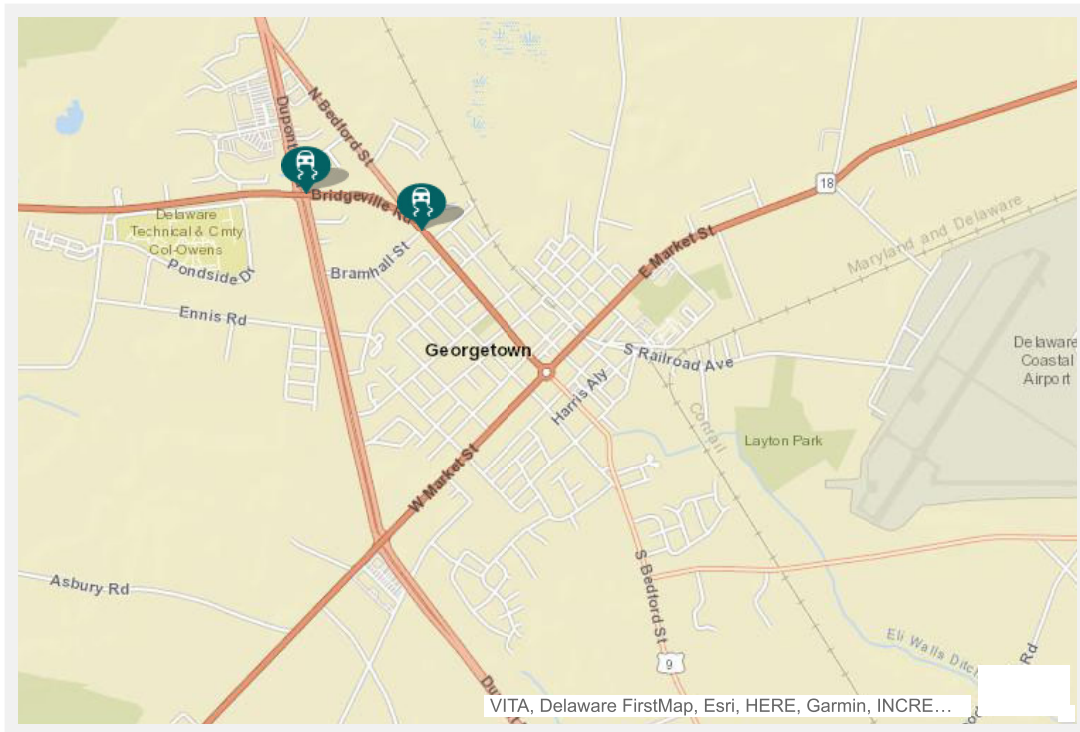 Dupont
N Bedford St
Bridgeville Rd
18
E Market St
Maryland and Delaware
Delaware
Technical & Cmty
Col-Owens
Bramhall St
Pondside Dr
Ennis Rd
Georgetown
S Railroad Ave
Delaware
Coastal
Airport
Harris Aly
Conrail
Layton Park
W Market St
Asbury Rd
S Bedford St
Eli Walls Ditch
9
Rd
Du
VITA, Delaware FirstMap, Esri, HERE, Garmin, INCRE…